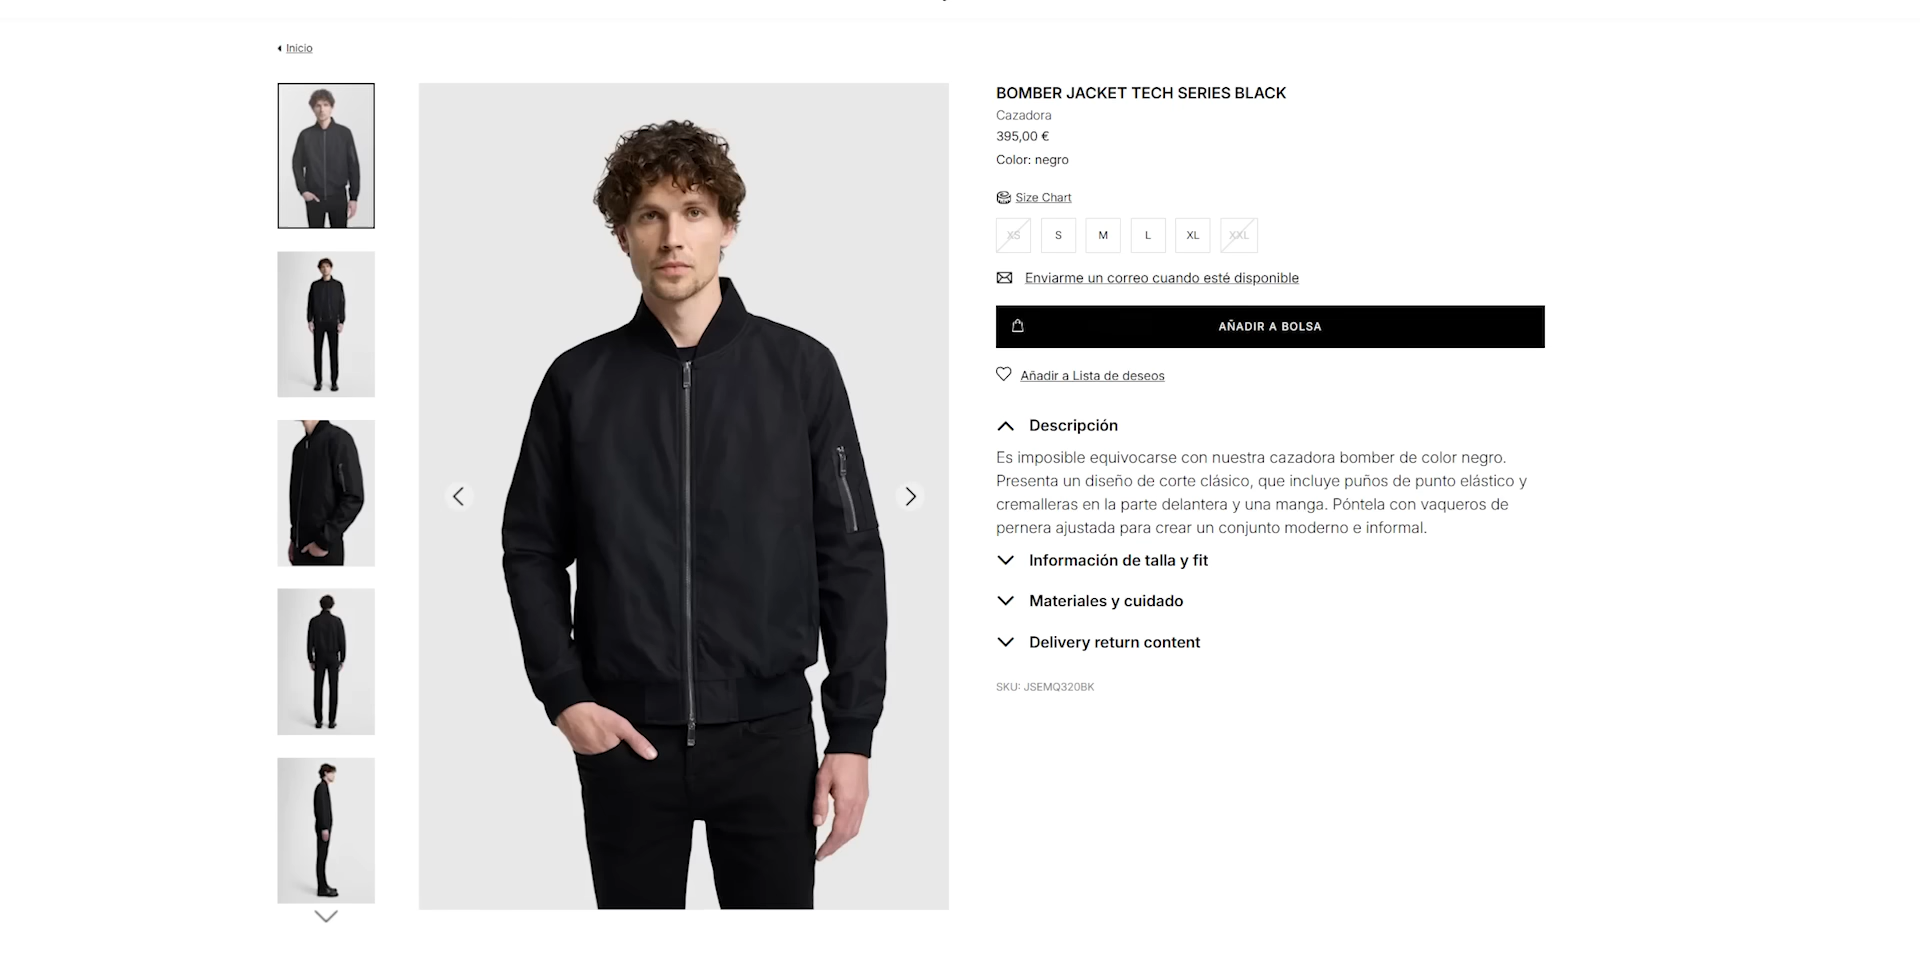 Inicio
BOMBER JACKET TECH SERIES BLACK
Cazadora
395,00 €
Color: negro
Size Chart
XS S M L XL XXL
Enviarme un correo cuando esté disponible
AÑADIR A BOLSA
Añadir a Lista de deseos
Descripción
Es imposible equivocarse con nuestra cazadora bomber de color negro.
Presenta un diseño de corte clásico, que incluye puños de punto elástico y
cremalleras en la parte delantera y una manga. Póntela con vaqueros de
pernera ajustada para crear un conjunto moderno e informal.
Información de talla y fit
Materiales y cuidado
Delivery return content
SKU: JSEMQ320BK